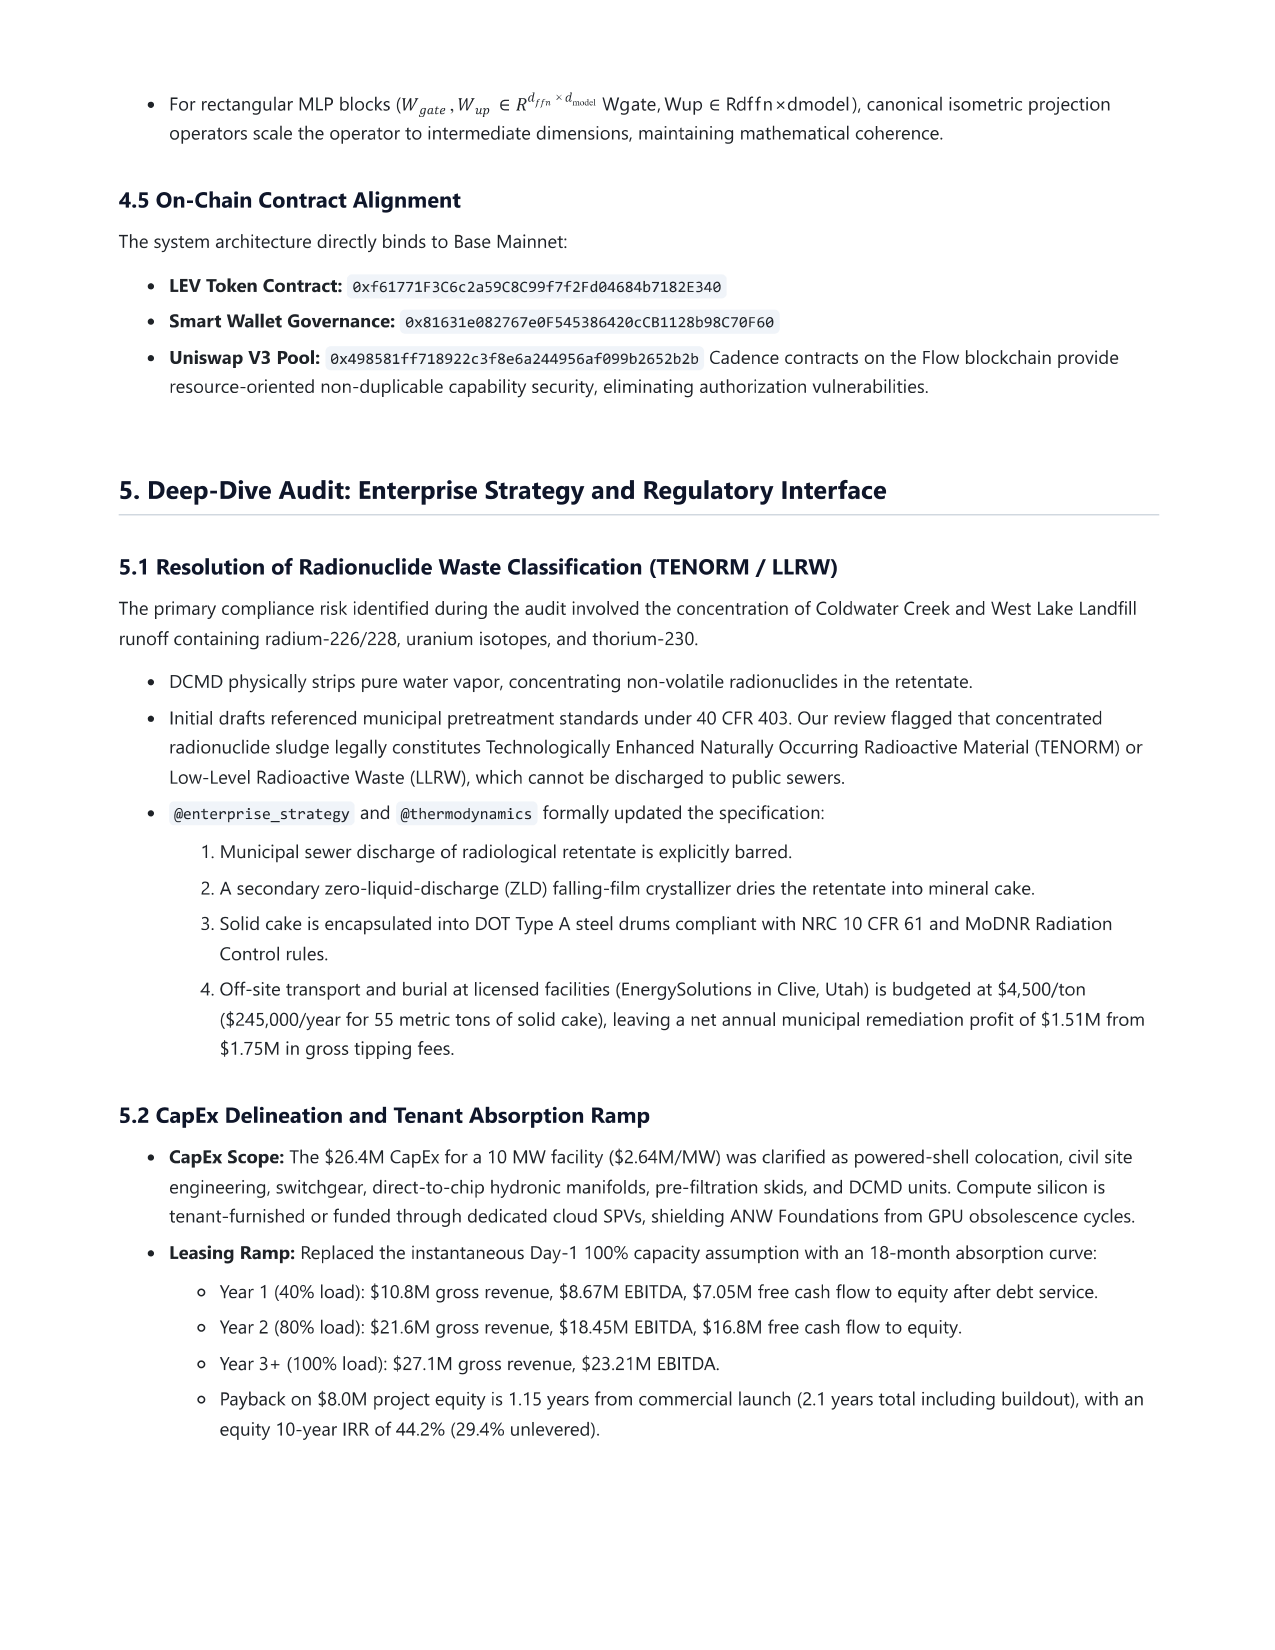 • For rectangular MLP blocks (W_gate, W_up ∈ R^{d_ffn × d_model} Wgate, Wup ∈ Rdffn×dmodel), canonical isometric projection
operators scale the operator to intermediate dimensions, maintaining mathematical coherence.
4.5 On-Chain Contract Alignment
The system architecture directly binds to Base Mainnet:
• LEV Token Contract: 0xf61771F3C6c2a59C8C99f7f2Fd04684b7182E340
• Smart Wallet Governance: 0x81631e082767e0F545386420cCB1128b98C70F60
• Uniswap V3 Pool: 0x498581ff718922c3f8e6a244956af099b2652b2b Cadence contracts on the Flow blockchain provide
resource-oriented non-duplicable capability security, eliminating authorization vulnerabilities.
5. Deep-Dive Audit: Enterprise Strategy and Regulatory Interface
5.1 Resolution of Radionuclide Waste Classification (TENORM / LLRW)
The primary compliance risk identified during the audit involved the concentration of Coldwater Creek and West Lake Landfill
runoff containing radium-226/228, uranium isotopes, and thorium-230.
• DCMD physically strips pure water vapor, concentrating non-volatile radionuclides in the retentate.
• Initial drafts referenced municipal pretreatment standards under 40 CFR 403. Our review flagged that concentrated
radionuclide sludge legally constitutes Technologically Enhanced Naturally Occurring Radioactive Material (TENORM) or
Low-Level Radioactive Waste (LLRW), which cannot be discharged to public sewers.
• @enterprise_strategy and @thermodynamics formally updated the specification:
1. Municipal sewer discharge of radiological retentate is explicitly barred.
2. A secondary zero-liquid-discharge (ZLD) falling-film crystallizer dries the retentate into mineral cake.
3. Solid cake is encapsulated into DOT Type A steel drums compliant with NRC 10 CFR 61 and MoDNR Radiation
Control rules.
4. Off-site transport and burial at licensed facilities (EnergySolutions in Clive, Utah) is budgeted at $4,500/ton
($245,000/year for 55 metric tons of solid cake), leaving a net annual municipal remediation profit of $1.51M from
$1.75M in gross tipping fees.
5.2 CapEx Delineation and Tenant Absorption Ramp
• CapEx Scope: The $26.4M CapEx for a 10 MW facility ($2.64M/MW) was clarified as powered-shell colocation, civil site
engineering, switchgear, direct-to-chip hydronic manifolds, pre-filtration skids, and DCMD units. Compute silicon is
tenant-furnished or funded through dedicated cloud SPVs, shielding ANW Foundations from GPU obsolescence cycles.
• Leasing Ramp: Replaced the instantaneous Day-1 100% capacity assumption with an 18-month absorption curve:
◦ Year 1 (40% load): $10.8M gross revenue, $8.67M EBITDA, $7.05M free cash flow to equity after debt service.
◦ Year 2 (80% load): $21.6M gross revenue, $18.45M EBITDA, $16.8M free cash flow to equity.
◦ Year 3+ (100% load): $27.1M gross revenue, $23.21M EBITDA.
◦ Payback on $8.0M project equity is 1.15 years from commercial launch (2.1 years total including buildout), with an
equity 10-year IRR of 44.2% (29.4% unlevered).